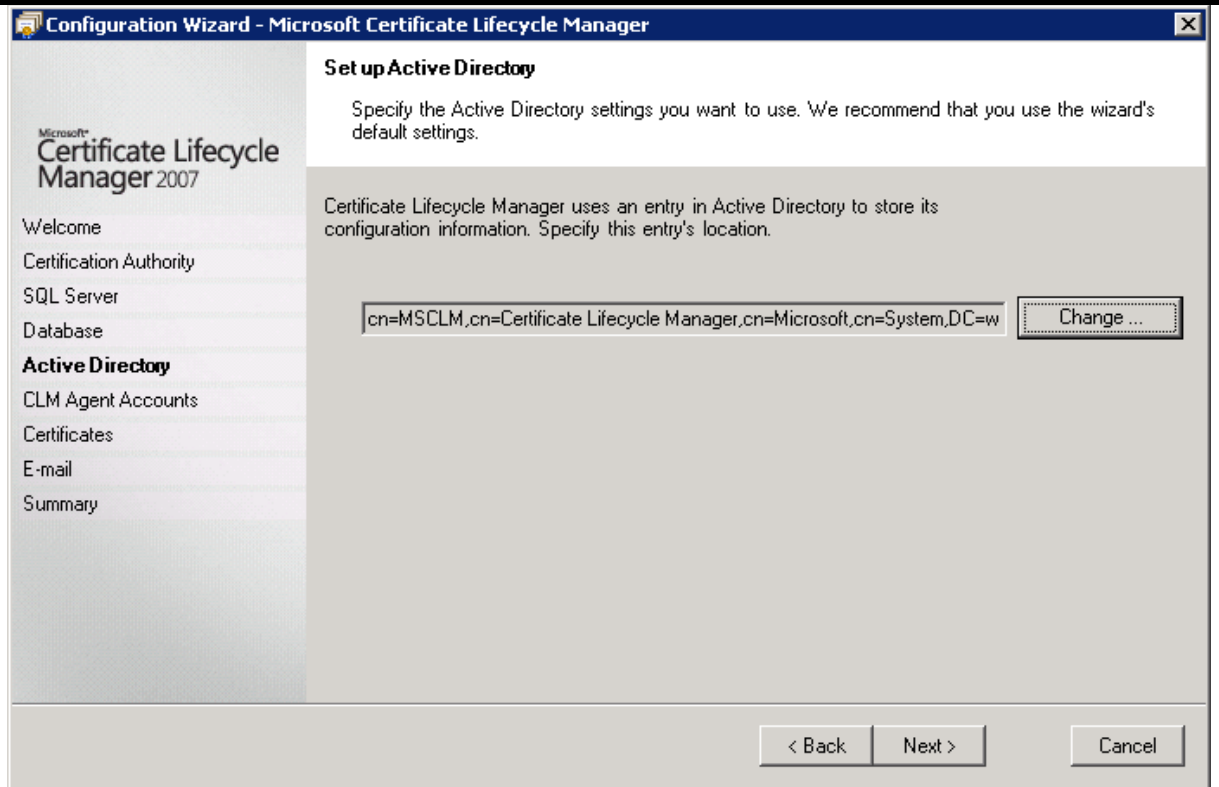 Configuration Wizard - Microsoft Certificate Lifecycle Manager
Set up Active Directory
Specify the Active Directory settings you want to use. We recommend that you use the wizard's
default settings.
Microsoft®
Certificate Lifecycle
Manager 2007
Welcome
Certification Authority
SQL Server
Database
Active Directory
CLM Agent Accounts
Certificates
E-mail
Summary
Certificate Lifecycle Manager uses an entry in Active Directory to store its
configuration information. Specify this entry's location.
cn=MSCLM,cn=Certificate Lifecycle Manager,cn=Microsoft,cn=System,DC=w
Change ...
< Back
Next >
Cancel